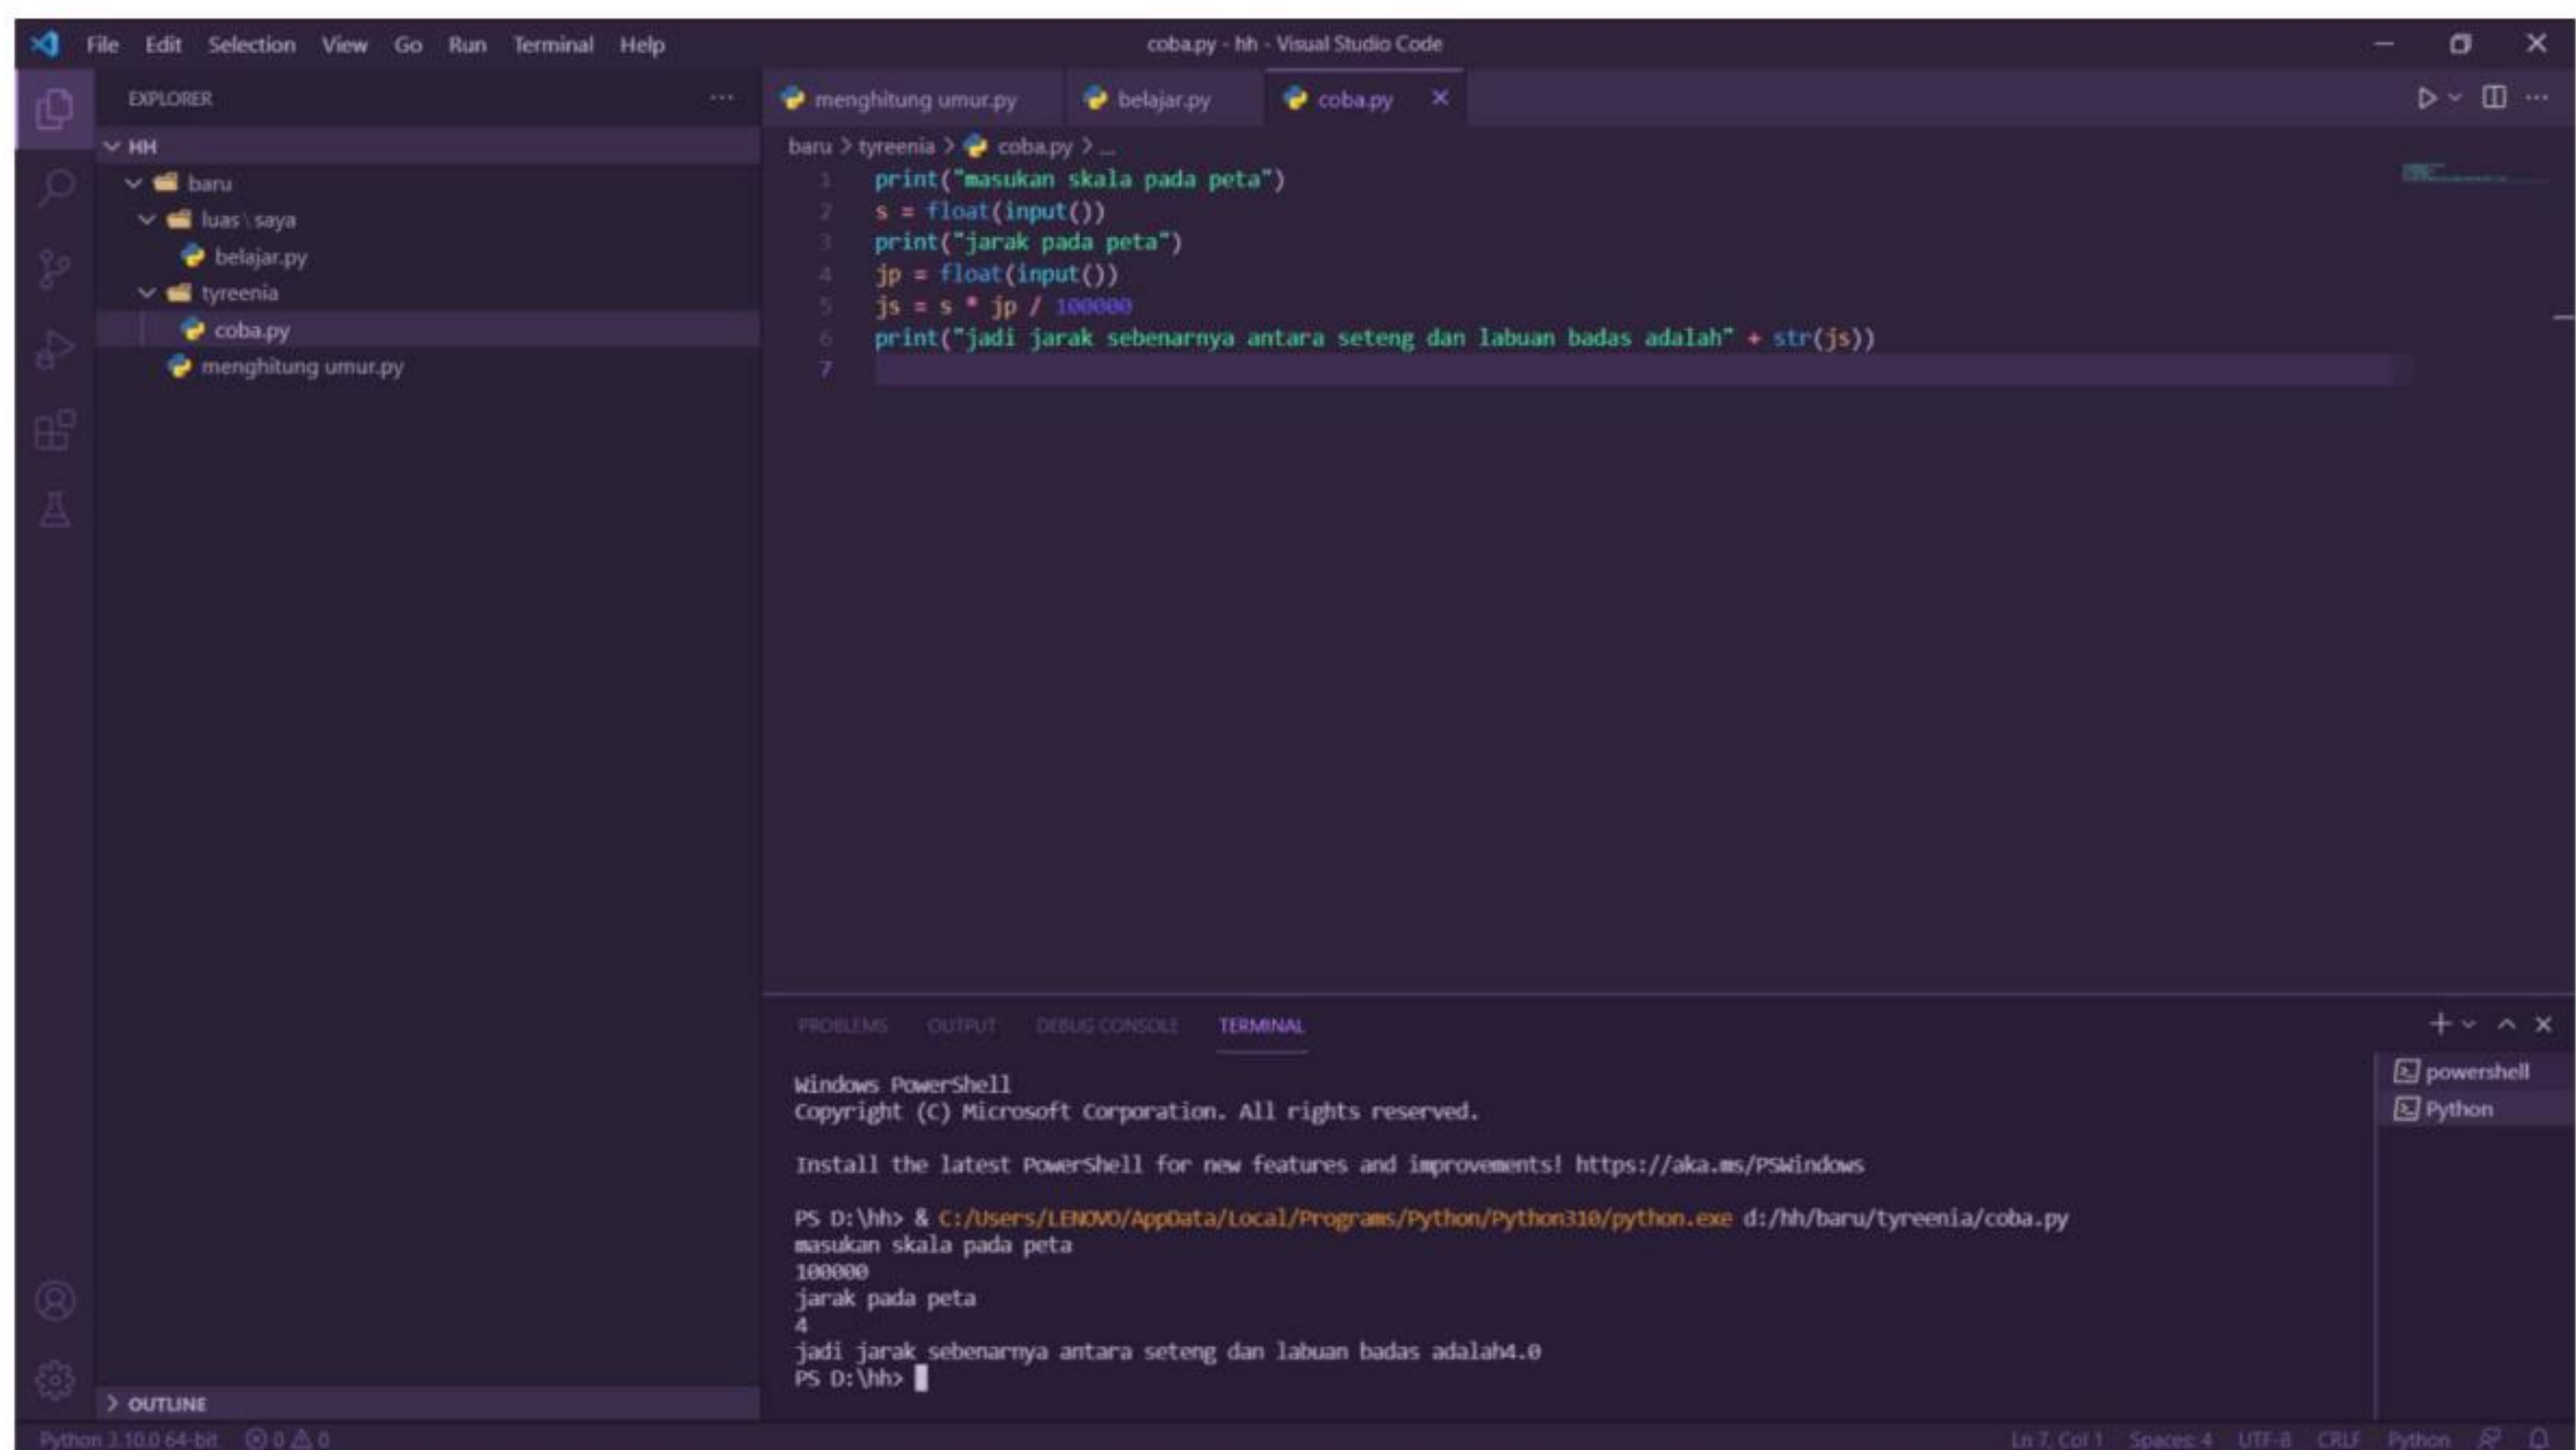 File Edit Selection View Go Run Terminal Help
coba.py - hh - Visual Studio Code
EXPLORER
HH
baru
luas \ saya
belajar.py
tyreenia
coba.py
menghitung umur.py
OUTLINE
menghitung umur.py belajar.py coba.py
baru > tyreenia > coba.py > ...
1 print("masukan skala pada peta")
2 s = float(input())
3 print("jarak pada peta")
4 jp = float(input())
5 js = s * jp / 100000
6 print("jadi jarak sebenarnya antara seteng dan labuan badas adalah" + str(js))
7
PROBLEMS OUTPUT DEBUG CONSOLE TERMINAL
Windows PowerShell
Copyright (C) Microsoft Corporation. All rights reserved.
Install the latest PowerShell for new features and improvements! https://aka.ms/PSWindows
PS D:\hh> & C:/Users/LENOVO/AppData/Local/Programs/Python/Python310/python.exe d:/hh/baru/tyreenia/coba.py
masukan skala pada peta
100000
jarak pada peta
4
jadi jarak sebenarnya antara seteng dan labuan badas adalah4.0
PS D:\hh>
powershell
Python
Python 3.10.0 64-bit 0 0
Ln 7, Col 1 Spaces: 4 UTF-8 CRLF Python